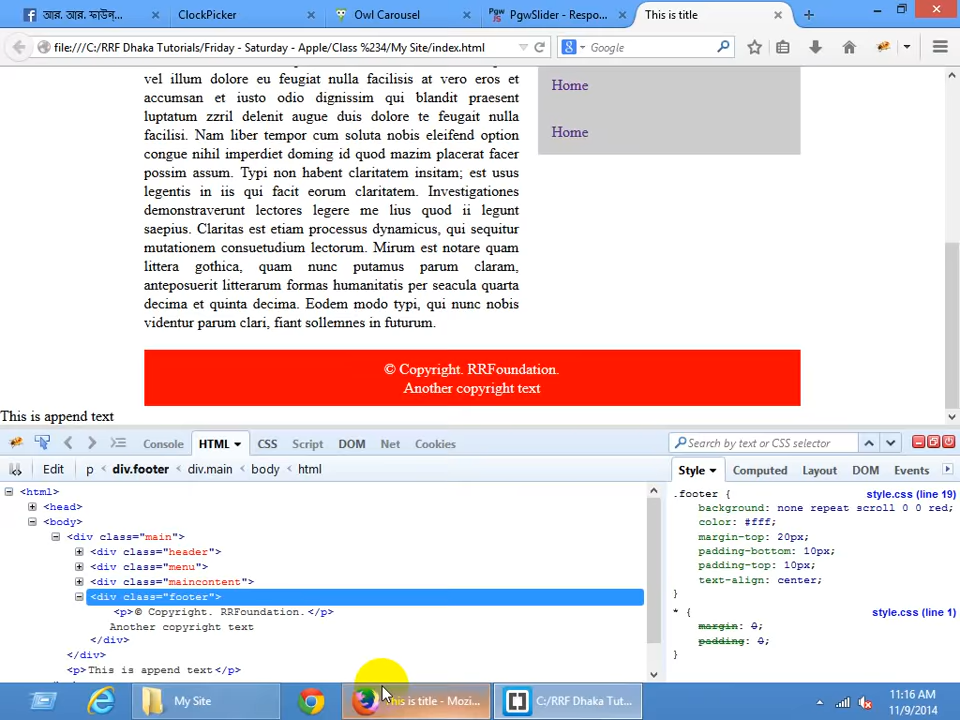 আর. আর. ফাউন্...
ClockPicker
Owl Carousel
PgwSlider - Respo...
This is title
file:///C:/RRF Dhaka Tutorials/Friday - Saturday - Apple/Class %234/My Site/index.html
Google
vel illum dolore eu feugiat nulla facilisis at vero eros et
accumsan et iusto odio dignissim qui blandit praesent
luptatum zzril delenit augue duis dolore te feugait nulla
facilisi. Nam liber tempor cum soluta nobis eleifend option
congue nihil imperdiet doming id quod mazim placerat facer
possim assum. Typi non habent claritatem insitam; est usus
legentis in iis qui facit eorum claritatem. Investigationes
demonstraverunt lectores legere me lius quod ii legunt
saepius. Claritas est etiam processus dynamicus, qui sequitur
mutationem consuetudium lectorum. Mirum est notare quam
littera gothica, quam nunc putamus parum claram,
anteposuerit litterarum formas humanitatis per seacula quarta
decima et quinta decima. Eodem modo typi, qui nunc nobis
videntur parum clari, fiant sollemnes in futurum.
Home
Home
© Copyright. RRFoundation.
Another copyright text
This is append text
Console HTML CSS Script DOM Net Cookies
Search by text or CSS selector
Edit p < div.footer < div.main < body < html
Style Computed Layout DOM Events
<html>
<head>
<body>
<div class="main">
<div class="header">
<div class="menu">
<div class="maincontent">
<div class="footer">
<p>© Copyright. RRFoundation.</p>
Another copyright text
</div>
</div>
<p>This is append text</p>
.footer { style.css (line 19)
background: none repeat scroll 0 0 red;
color: #fff;
margin-top: 20px;
padding-bottom: 10px;
padding-top: 10px;
text-align: center;
}
* { style.css (line 1)
margin: 0;
padding: 0;
}
My Site
This is title - Mozi...
C:/RRF Dhaka Tut...
11:16 AM
11/9/2014